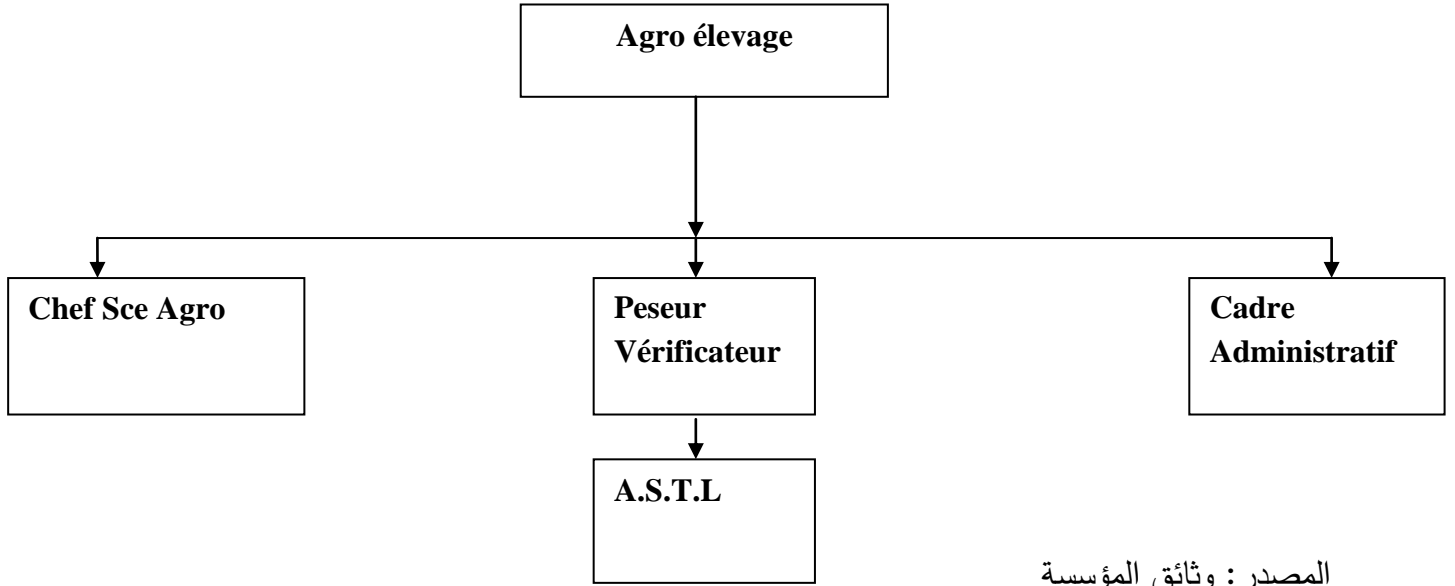 Agro élevage
Chef Sce Agro
Peseur
Vérificateur
Cadre
Administratif
A.S.T.L
المصدر : وثائق المؤسسة